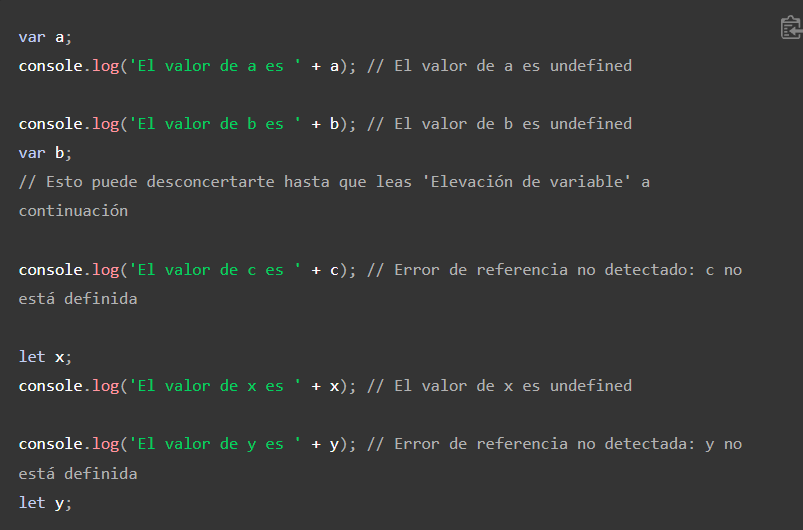 var a;
console.log('El valor de a es ' + a); // El valor de a es undefined
console.log('El valor de b es ' + b); // El valor de b es undefined
var b;
// Esto puede desconcertarte hasta que leas 'Elevación de variable' a
continuación
console.log('El valor de c es ' + c); // Error de referencia no detectado: c no
está definida
let x;
console.log('El valor de x es ' + x); // El valor de x es undefined
console.log('El valor de y es ' + y); // Error de referencia no detectada: y no
está definida
let y;